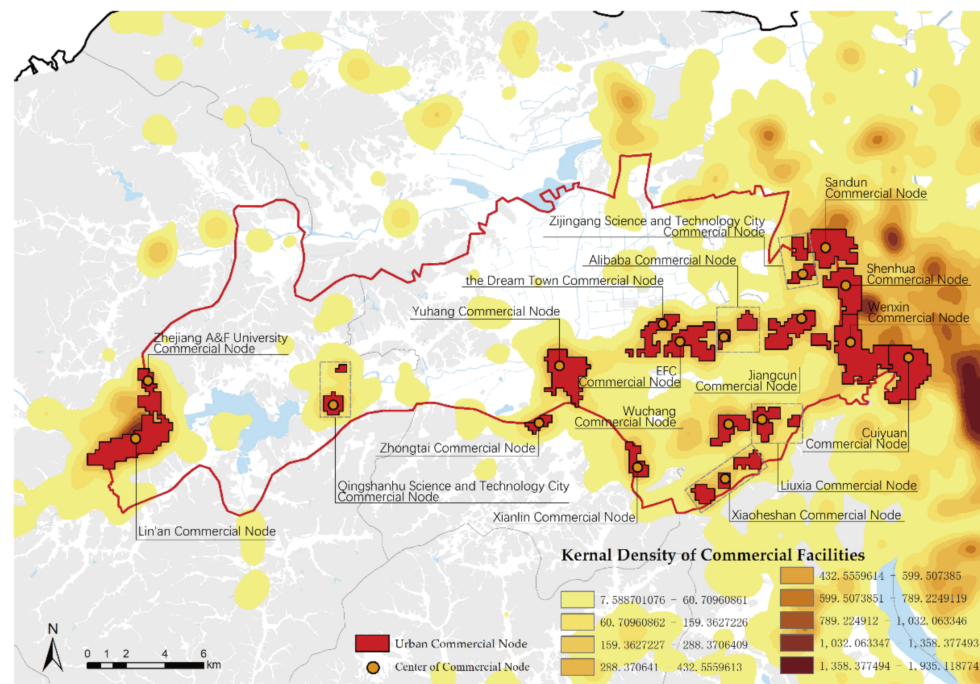 Sandun
Commercial Node
Zijingang Science and Technology City
Commercial Node
Alibaba Commercial Node
Shenhua
Commercial Node
the Dream Town Commercial Node
Yuhang Commercial Node
Wenxin
Commercial Node
Zhejiang A&F University
Commercial Node
EFC
Commercial Node
Jiangcun
Commercial Node
Wuchang
Commercial Node
Cuiyuan
Commercial Node
Zhongtai Commercial Node
Qingshanhu Science and Technology City
Commercial Node
Liuxia Commercial Node
Xianlin Commercial Node
Xiaoheshan Commercial Node
Lin'an Commercial Node
Kernal Density of Commercial Facilities
7.588701076 - 60.70960861
60.70960862 - 159.3627226
159.3627227 - 288.3706409
288.370641 - 432.5559613
432.5559614 - 599.507385
599.5073851 - 789.2249119
789.224912 - 1,032.063346
1,032.063347 - 1,358.377493
1,358.377494 - 1,935.118774
N
0 1 2 4 6
km
Urban Commercial Node
Center of Commercial Node